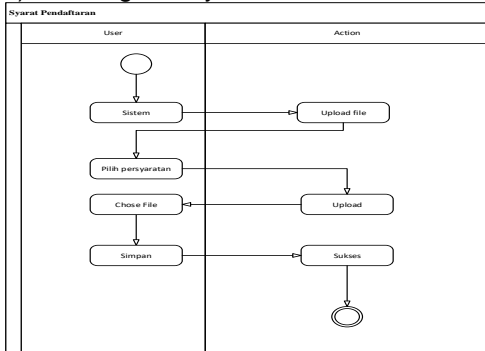 Syarat Pendaftaran
User
Action
Sistem
Upload file
Pilih persyaratan
Chose File
Upload
Simpan
Sukses